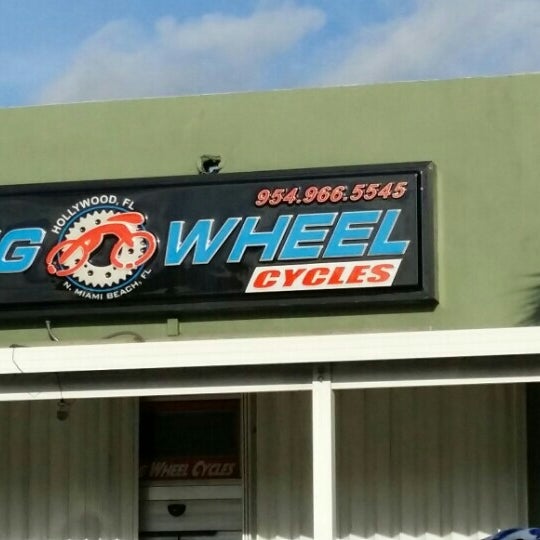 954.966.5545
G WHEEL
CYCLES
HOLLYWOOD, FL
N. MIAMI BEACH, FL
G WHEEL CYCLES